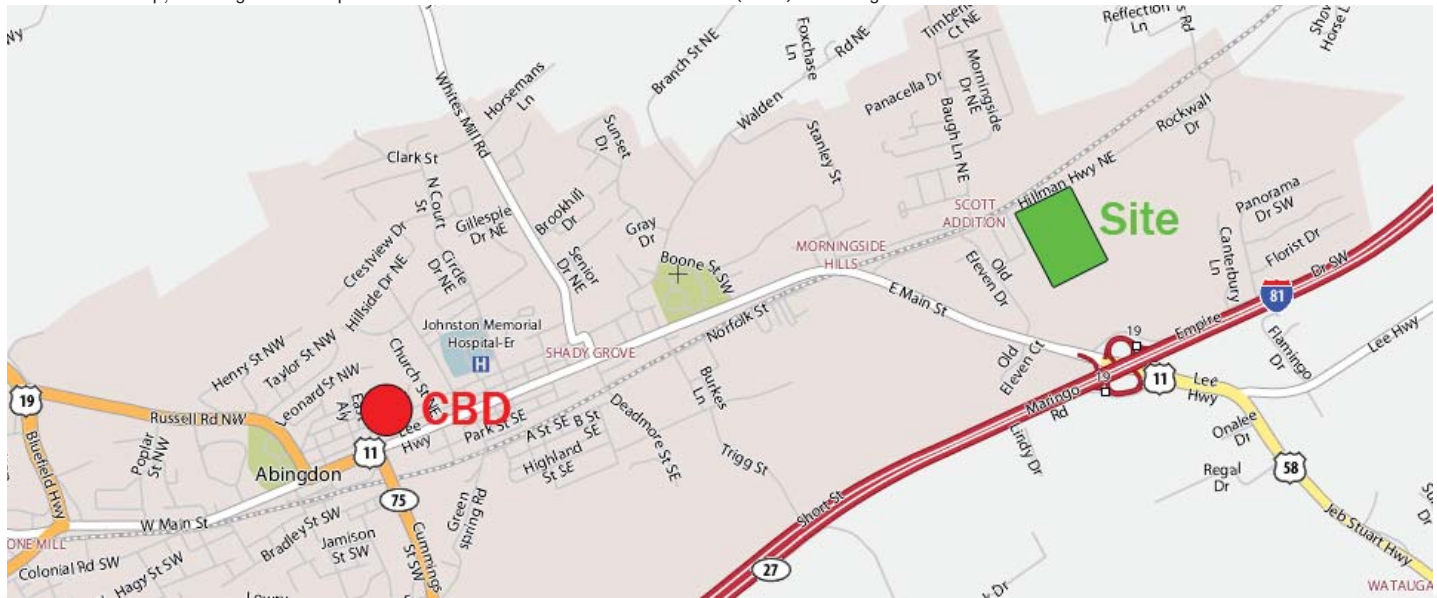 Reflection
Ln
s Rd
Horse Ln
Timber
Ct NE
Foxchase
Ln
Rd NE
Walden
Branch St NE
Panacella Dr
Morningside
Dr NE
Baugh Ln NE
Rockwall
Dr
Hillman Hwy NE
Whites Mill Rd
Horsemans
Ln
Sunset
Dr
Stanley St
Clark St
N Court
St
Gillespie
Dr NE
Brookhill
Dr
SCOTT
ADDITION
Site
Panorama
Dr SW
Florist Dr
Canterbury
Ln
Crestview Dr
Hillside Dr NE
Circle
Dr NE
Senior
Dr NE
Gray
Dr
Boone St SW
MORNINGSIDE
HILLS
Old
Eleven Dr
Dr SW
81
Empire
E Main St
Norfolk St
Johnston Memorial
Hospital-Er
H
SHADY GROVE
19
Old
Eleven Ct
Flamingo
Dr
Lee Hwy
Henry St NW
Taylor St NW
Leonard St NW
Church St NE
19
Bluefield Hwy
Russell Rd NW
CBD
Lee
Hwy
11
Park St SE
A St SE
B St
Highland
St SE
Deadmore St SE
Burkes
Ln
Trigg St
19
Maringo
Rd
11
Lee
Hwy
Lindy Dr
Onalee
Dr
Regal
Dr
58
Jeb Stuart Hwy
Poplar
St NW
Abingdon
75
Green
spring Rd
Short St
27
W Main St
Bradley St SW
Jamison
St SW
Cummings
St SW
ONE MILL
Colonial Rd SW
Hagy St SW
WATAUGA